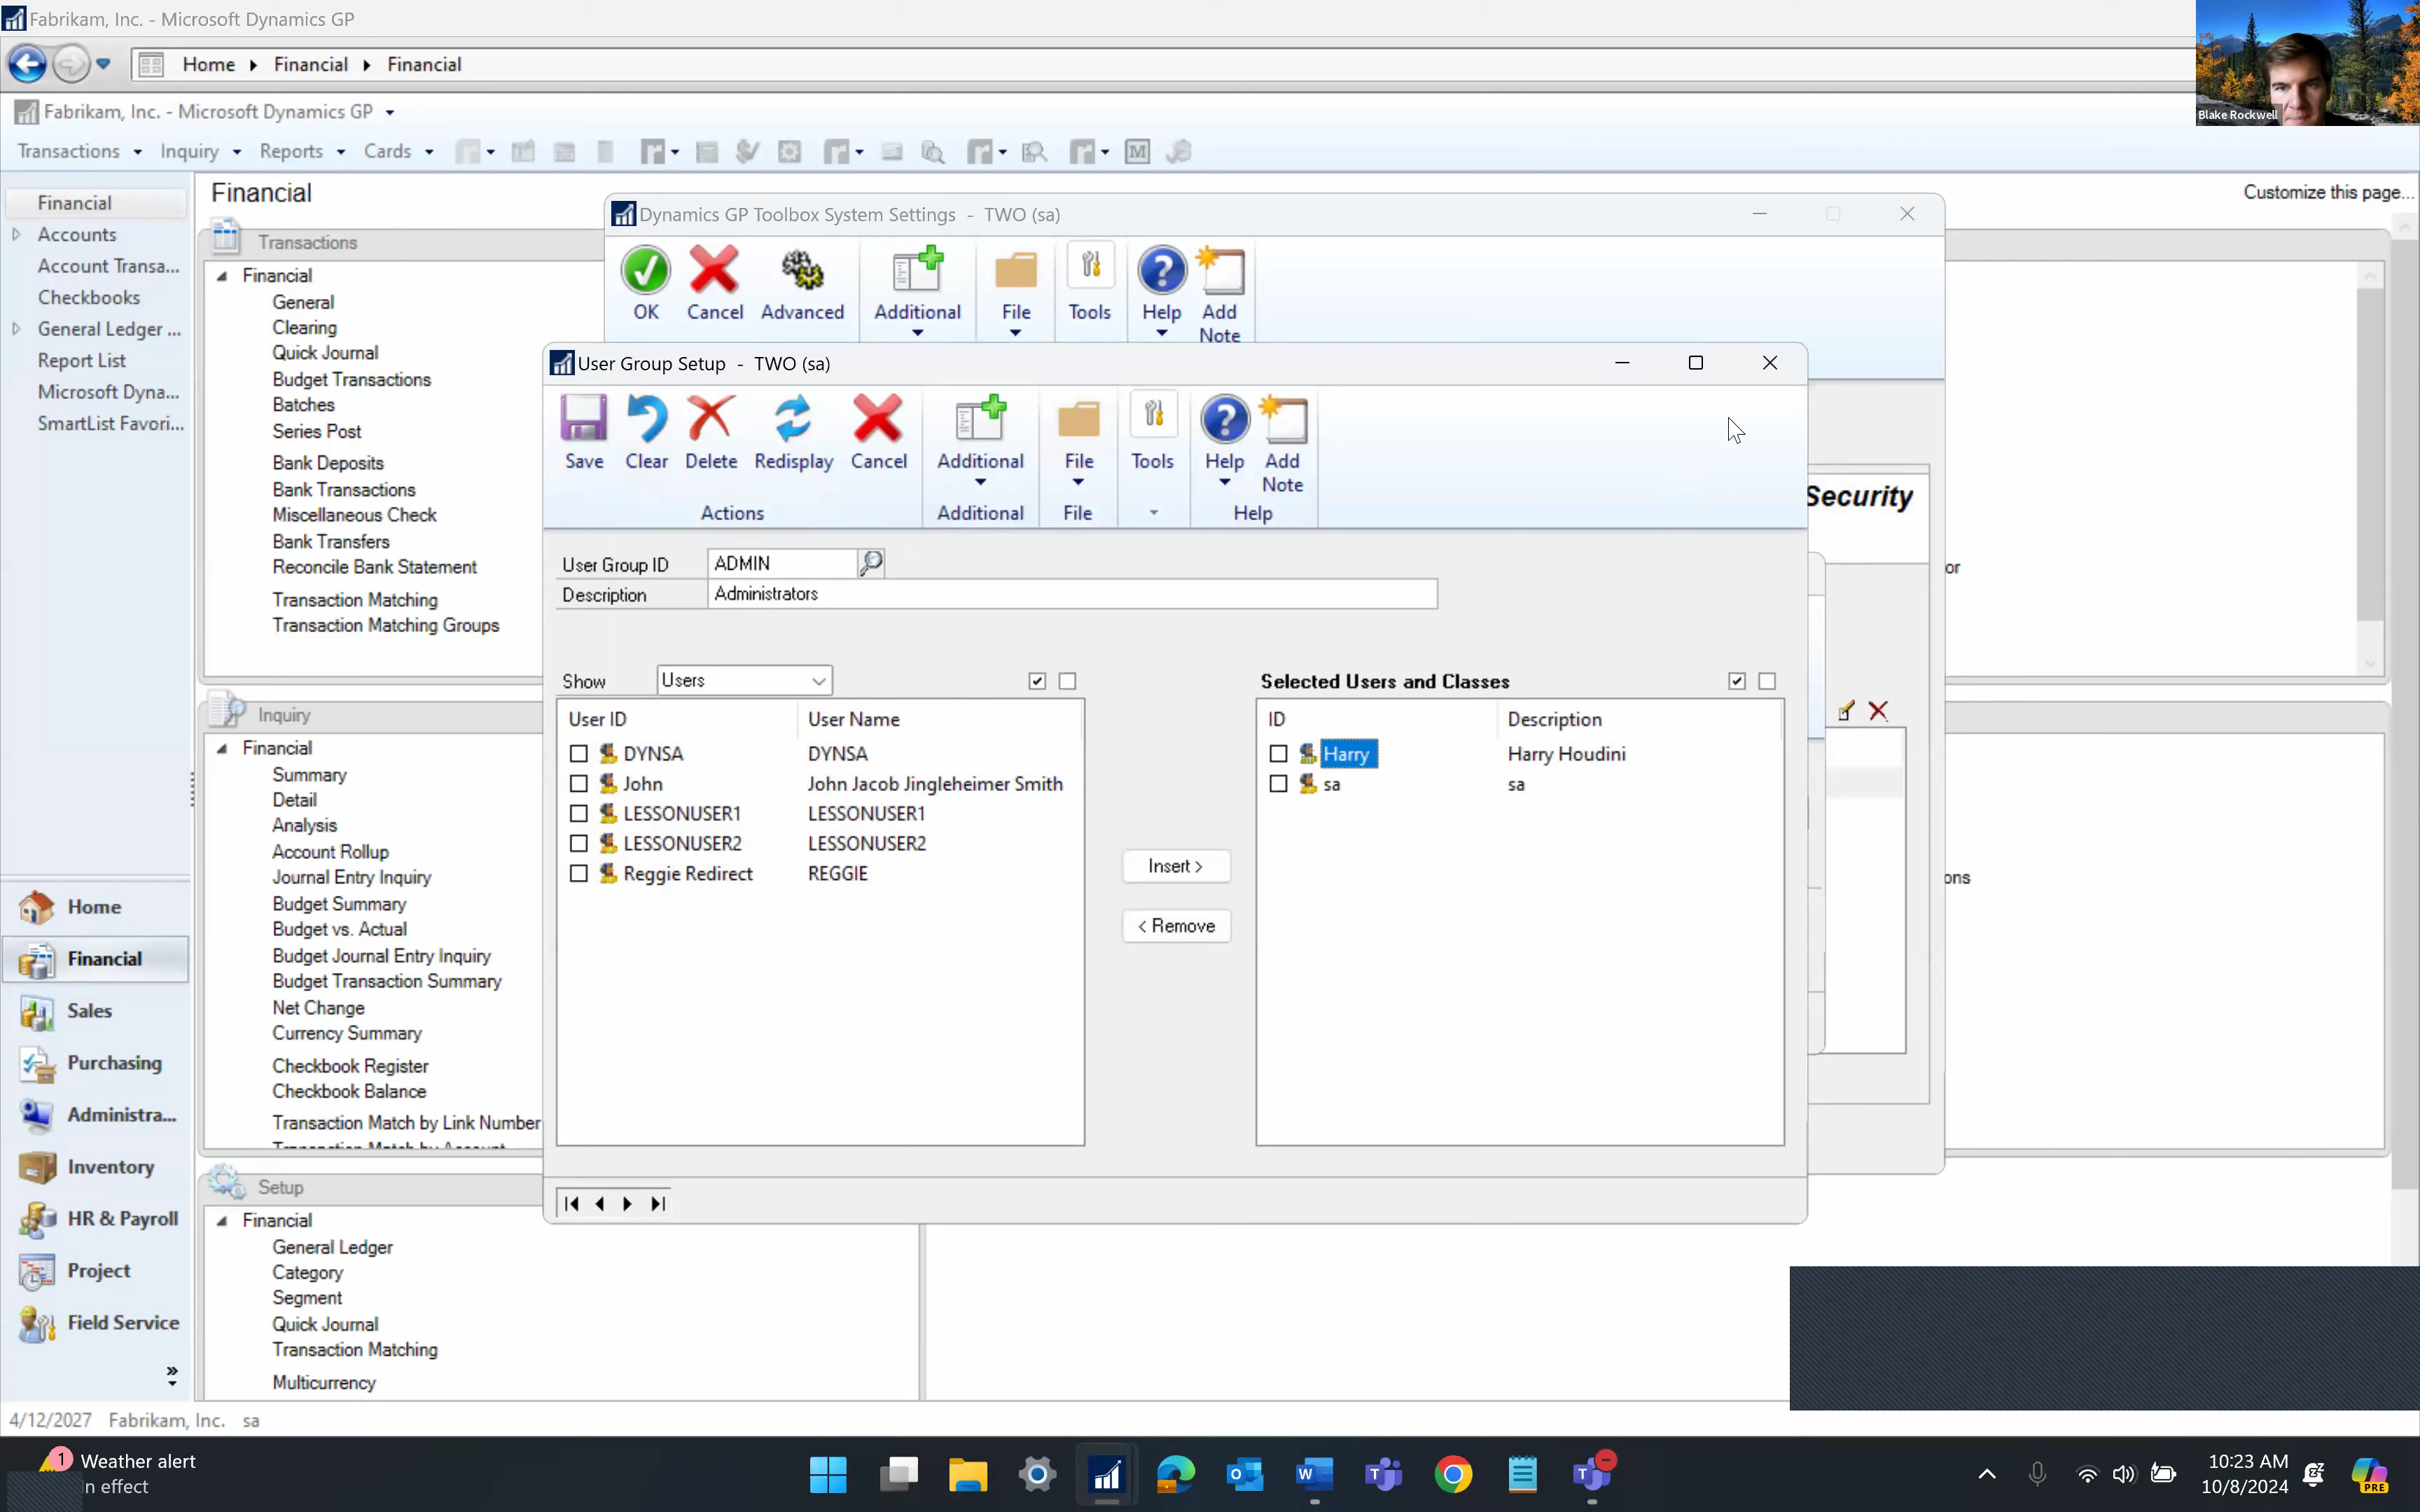 Fabrikam, Inc. - Microsoft Dynamics GP
Home Financial Financial
Blake Rockwell
Fabrikam, Inc. - Microsoft Dynamics GP
Transactions Inquiry Reports Cards
M
Financial
Accounts
Account Transa...
Checkbooks
General Ledger ...
Report List
Microsoft Dyna...
SmartList Favori...
Home
Financial
Sales
Purchasing
Administra...
Inventory
HR & Payroll
Project
Field Service
Financial
Customize this page...
Transactions
Financial
General
Clearing
Quick Journal
Budget Transactions
Batches
Series Post
Bank Deposits
Bank Transactions
Miscellaneous Check
Bank Transfers
Reconcile Bank Statement
Transaction Matching
Transaction Matching Groups
Inquiry
Financial
Summary
Detail
Analysis
Account Rollup
Journal Entry Inquiry
Budget Summary
Budget vs. Actual
Budget Journal Entry Inquiry
Budget Transaction Summary
Net Change
Currency Summary
Checkbook Register
Checkbook Balance
Transaction Match by Link Number
Setup
Financial
General Ledger
Category
Segment
Quick Journal
Transaction Matching
Multicurrency
Dynamics GP Toolbox System Settings - TWO (sa)
OK Cancel Advanced Additional File Tools Help Add Note
Security
or
ons
User Group Setup - TWO (sa)
Save Clear Delete Redisplay Cancel Additional File Tools Help Add Note
Actions Additional File Help
User Group ID ADMIN
Description Administrators
Show Users
User ID User Name
DYNSA DYNSA
John John Jacob Jingleheimer Smith
LESSONUSER1 LESSONUSER1
LESSONUSER2 LESSONUSER2
Reggie Redirect REGGIE
Insert >
< Remove
Selected Users and Classes
ID Description
Harry Harry Houdini
sa sa
4/12/2027 Fabrikam, Inc. sa
1 Weather alert
In effect
10:23 AM
10/8/2024
PRE